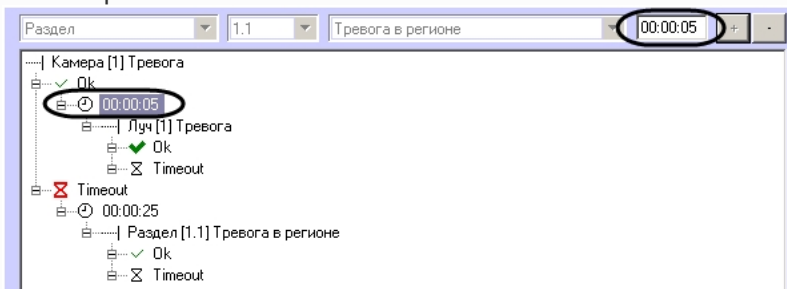 Раздел 1.1 Тревога в регионе 00:00:05 + -
Камера [1] Тревога
Ok
00:00:05
Луч [1] Тревога
Ok
Timeout
Timeout
00:00:25
Раздел [1.1] Тревога в регионе
Ok
Timeout